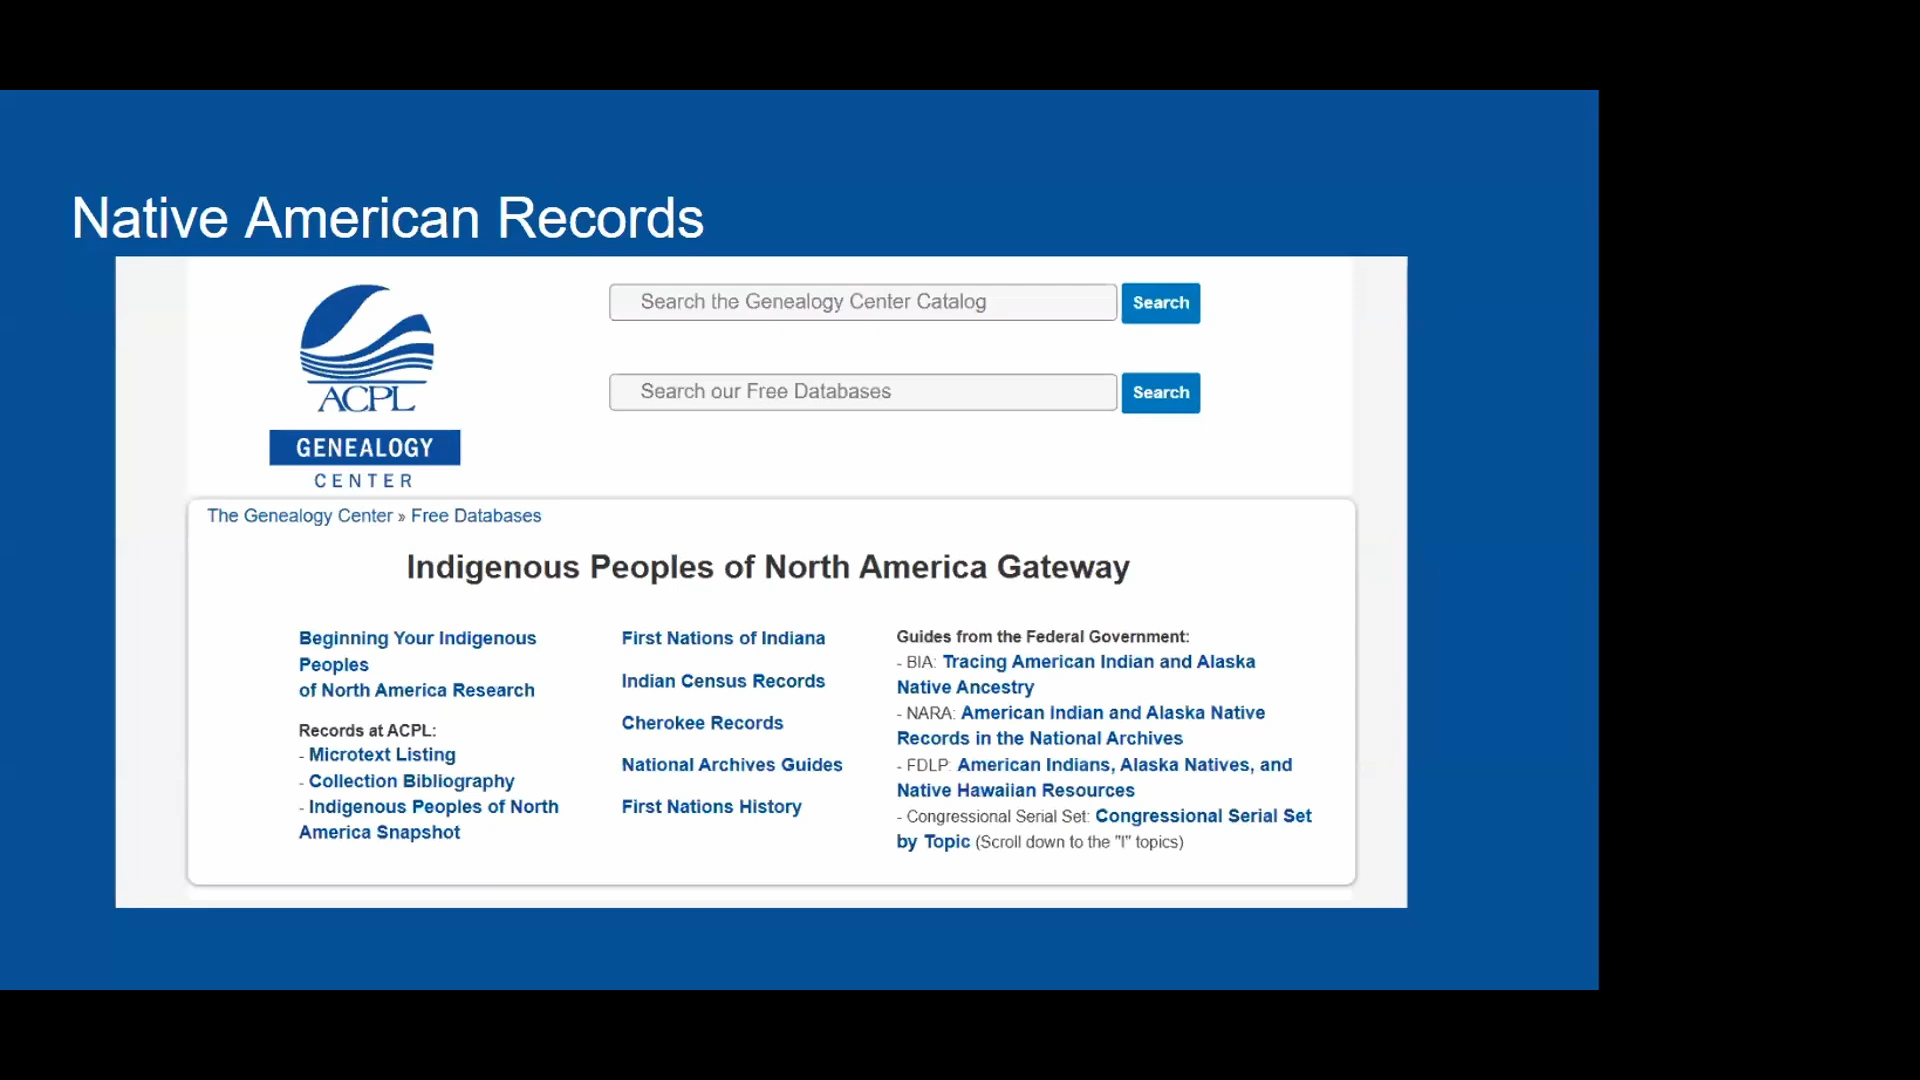 Native American Records
Search the Genealogy Center Catalog
Search
Search our Free Databases
Search
ACPL
GENEALOGY
CENTER
The Genealogy Center » Free Databases
Indigenous Peoples of North America Gateway
Beginning Your Indigenous
Peoples
of North America Research
Records at ACPL:
- Microtext Listing
- Collection Bibliography
- Indigenous Peoples of North
America Snapshot
First Nations of Indiana
Indian Census Records
Cherokee Records
National Archives Guides
First Nations History
Guides from the Federal Government:
- BIA: Tracing American Indian and Alaska
Native Ancestry
- NARA: American Indian and Alaska Native
Records in the National Archives
- FDLP: American Indians, Alaska Natives, and
Native Hawaiian Resources
- Congressional Serial Set: Congressional Serial Set
by Topic (Scroll down to the "I" topics)